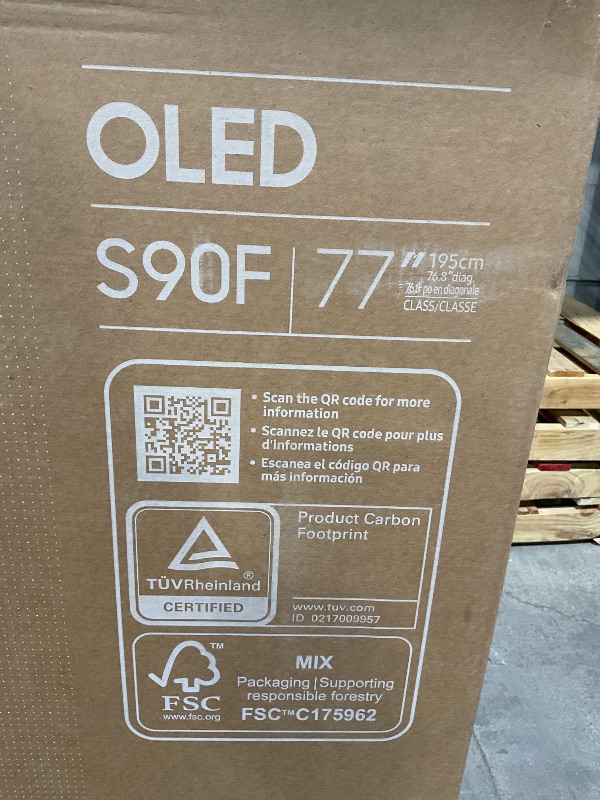 OLED
S90F
77" 195cm
76.8"diag.
76.8 po en diagonale
CLASS/CLASSE
• Scan the QR code for more
information
• Scannez le QR code pour plus
d'informations
• Escanea el código QR para
más información
TÜVRheinland®
CERTIFIED
Product Carbon
Footprint
www.tuv.com
ID 0217009957
FSC™
www.fsc.org
MIX
Packaging | Supporting
responsible forestry
FSC™C175962